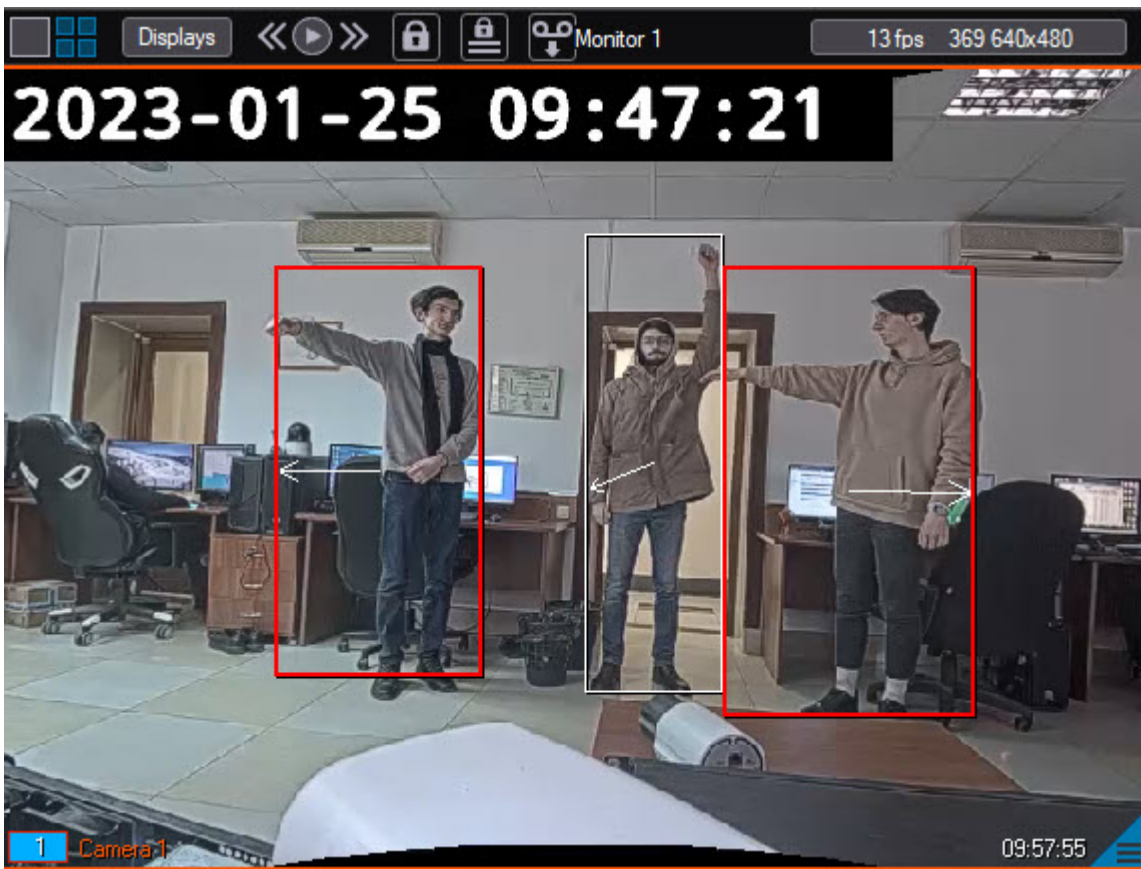 Displays
Monitor 1
13 fps 369 640x480
2023-01-25 09:47:21
1 Camera 1
09:57:55